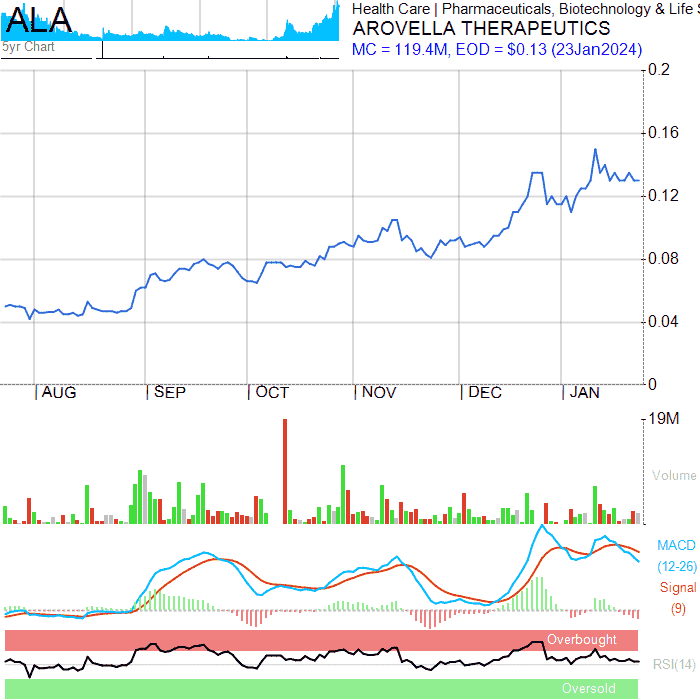 ALA
5yr Chart
Health Care | Pharmaceuticals, Biotechnology & Life S
AROVELLA THERAPEUTICS
MC = 119.4M, EOD = $0.13 (23Jan2024)
0.2
0.16
0.12
0.08
0.04
0
AUG SEP OCT NOV DEC JAN
19M
Volume
MACD
(12-26)
Signal
(9)
Overbought
RSI(14)
Oversold